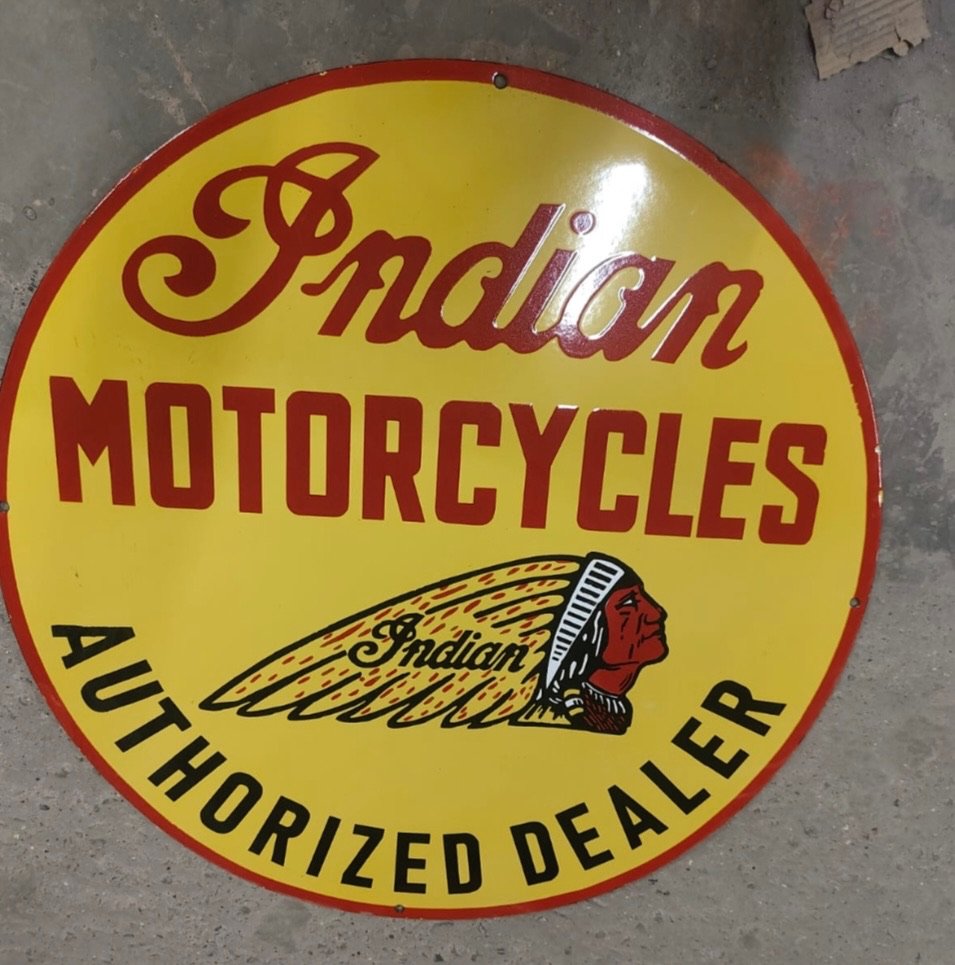 Indian
MOTORCYCLES
Indian
AUTHORIZED DEALER